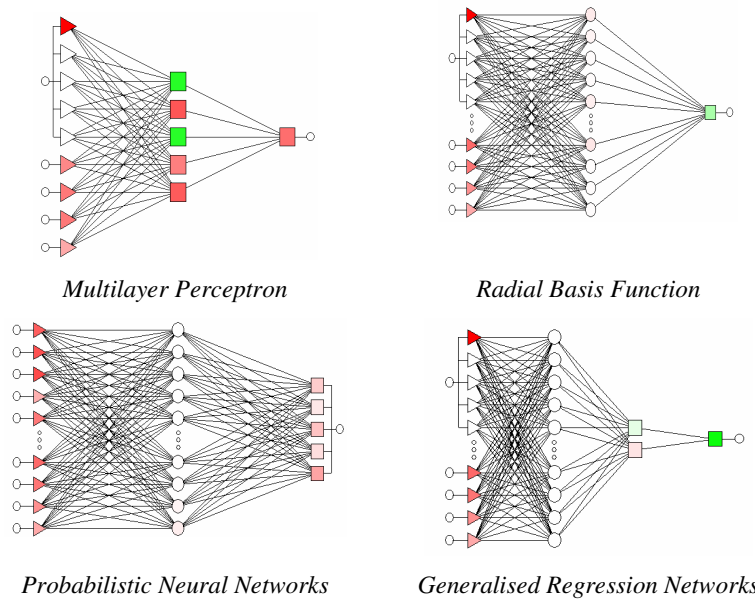 Multilayer Perceptron
Radial Basis Function
Probabilistic Neural Networks
Generalised Regression Networks